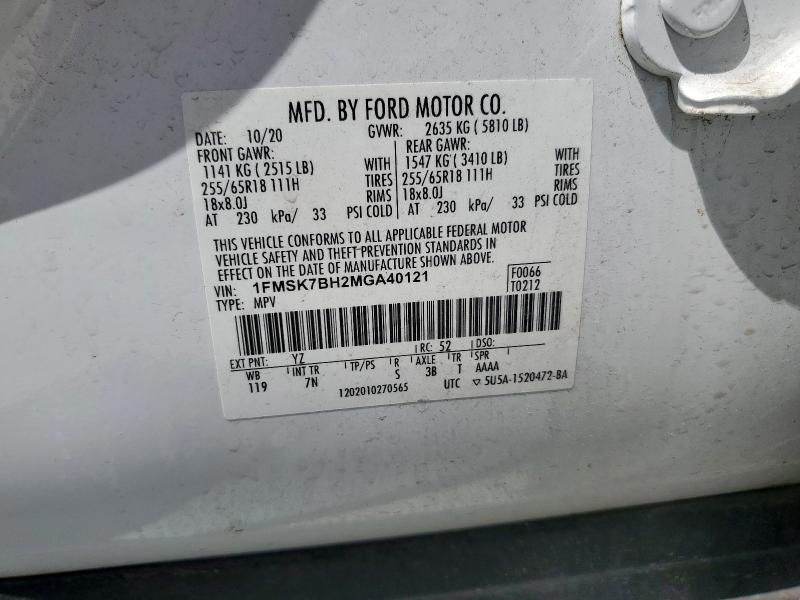 MFD. BY FORD MOTOR CO.
DATE: 10/20 GVWR: 2635 KG ( 5810 LB)
FRONT GAWR: REAR GAWR:
1141 KG ( 2515 LB) WITH 1547 KG ( 3410 LB) WITH
255/65R18 111H TIRES 255/65R18 111H TIRES
18x8.0J RIMS 18x8.0J RIMS
AT 230 kPa/ 33 PSI COLD AT 230 kPa/ 33 PSI COLD
THIS VEHICLE CONFORMS TO ALL APPLICABLE FEDERAL MOTOR
VEHICLE SAFETY AND THEFT PREVENTION STANDARDS IN
EFFECT ON THE DATE OF MANUFACTURE SHOWN ABOVE.
VIN: 1FMSK7BH2MGA40121 F0066
TYPE: MPV T0212
EXT PNT: YZ RC: 52 DSO:
WB INT TR TP/PS R AXLE TR SPR
119 7N S 3B T AAAA
1202010270565 UTC ▽ 5U5A-1520472-BA